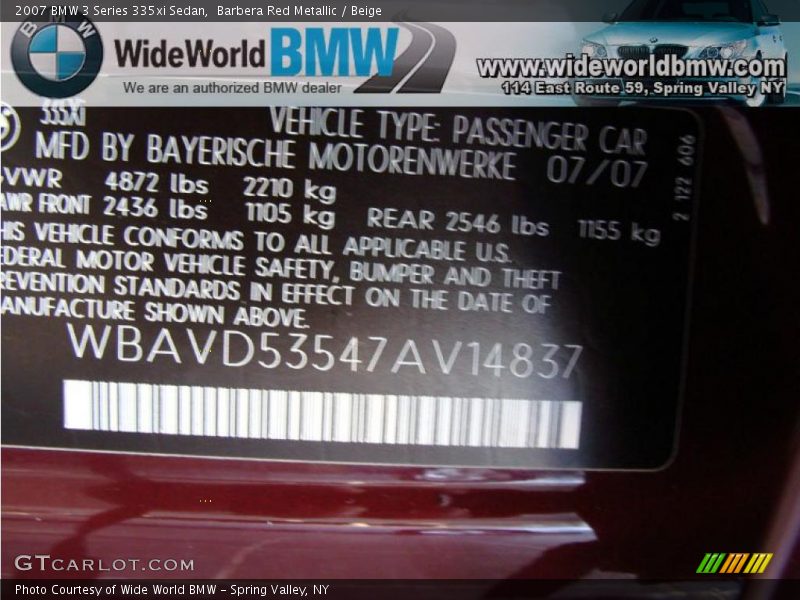 2007 BMW 3 Series 335xi Sedan, Barbera Red Metallic / Beige
BMW
WideWorld BMW
We are an authorized BMW dealer
www.wideworldbmw.com
114 East Route 59, Spring Valley NY
335XI
VEHICLE TYPE: PASSENGER CAR
MFD BY BAYERISCHE MOTORENWERKE 07/07
GVWR 4872 lbs 2210 kg
AWR FRONT 2436 lbs 1105 kg REAR 2546 lbs 1155 kg
2 122 606
HIS VEHICLE CONFORMS TO ALL APPLICABLE U.S.
EDERAL MOTOR VEHICLE SAFETY, BUMPER AND THEFT
REVENTION STANDARDS IN EFFECT ON THE DATE OF
ANUFACTURE SHOWN ABOVE.
WBAVD53547AV14837
GTCARLOT.COM
Photo Courtesy of Wide World BMW - Spring Valley, NY